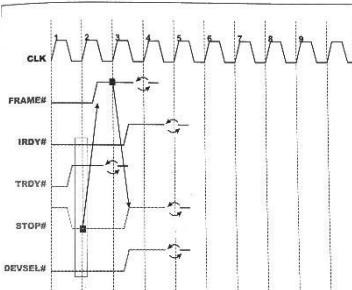 1 2 3 4 5 6 7 8 9
CLK
FRAME#
IRDY#
TRDY#
STOP#
DEVSEL#